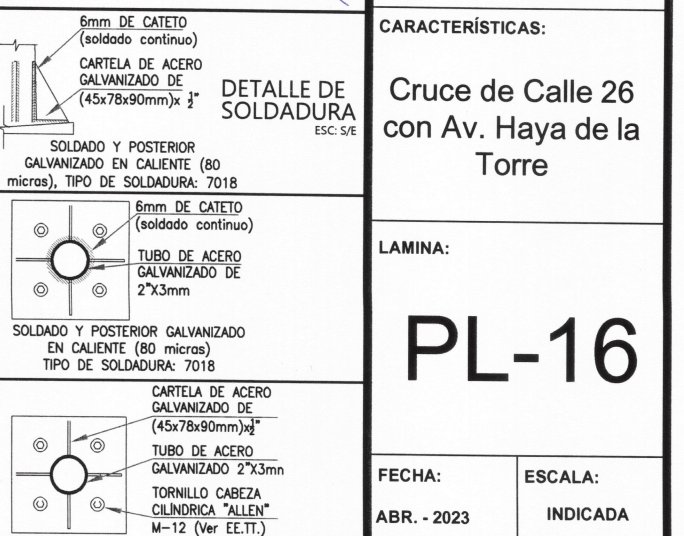 6mm DE CATETO
(soldado continuo)
CARTELA DE ACERO
GALVANIZADO DE
(45x78x90mm)x ½"
DETALLE DE
SOLDADURA
ESC: S/E
SOLDADO Y POSTERIOR
GALVANIZADO EN CALIENTE (80
micras), TIPO DE SOLDADURA: 7018
6mm DE CATETO
(soldado continuo)
TUBO DE ACERO
GALVANIZADO DE
2"X3mm
SOLDADO Y POSTERIOR GALVANIZADO
EN CALIENTE (80 micras)
TIPO DE SOLDADURA: 7018
CARTELA DE ACERO
GALVANIZADO DE
(45x78x90mm)x½"
TUBO DE ACERO
GALVANIZADO 2"X3mn
TORNILLO CABEZA
CILÍNDRICA "ALLEN"
M-12 (Ver EE.TT.)
CARACTERÍSTICAS:
Cruce de Calle 26
con Av. Haya de la
Torre
LAMINA:
PL-16
FECHA:
ABR. - 2023
ESCALA:
INDICADA